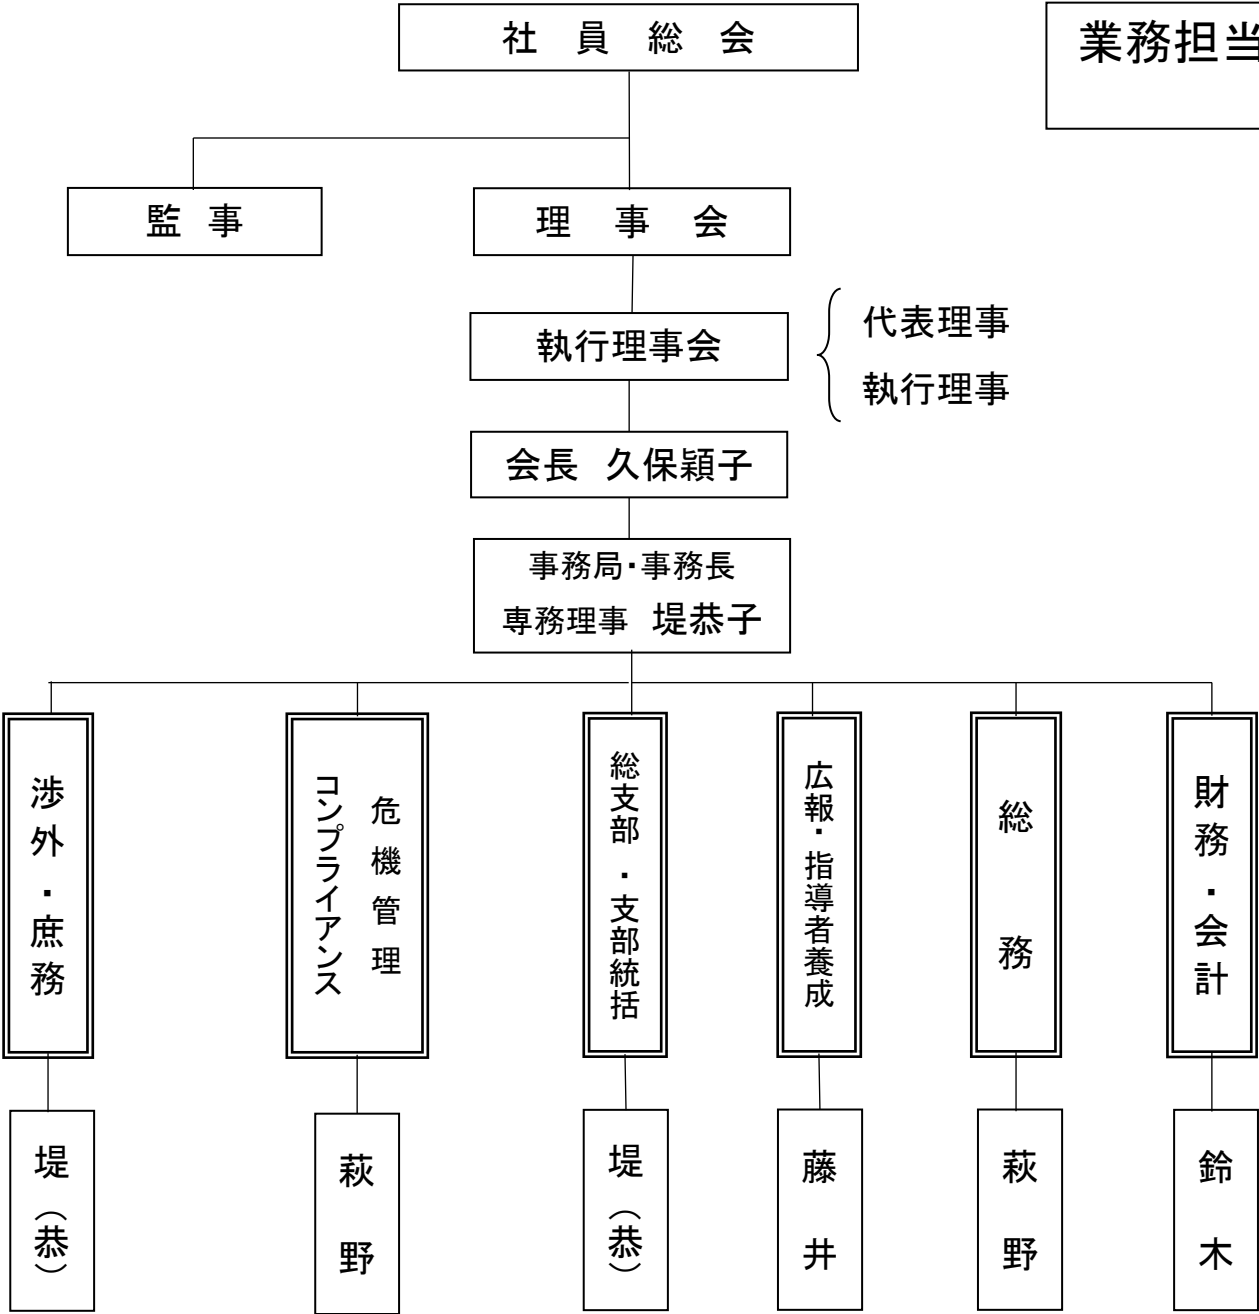 社 員 総 会
業務担当
監 事
理 事 会
執行理事会
代表理事
執行理事
会長 久保穎子
事務局・事務長
専務理事 堤恭子
渉外・庶務
危機管理
コンプライアンス
総支部・支部統括
広報・指導者養成
総務
財務・会計
堤(恭)
萩野
堤(恭)
藤井
萩野
鈴木